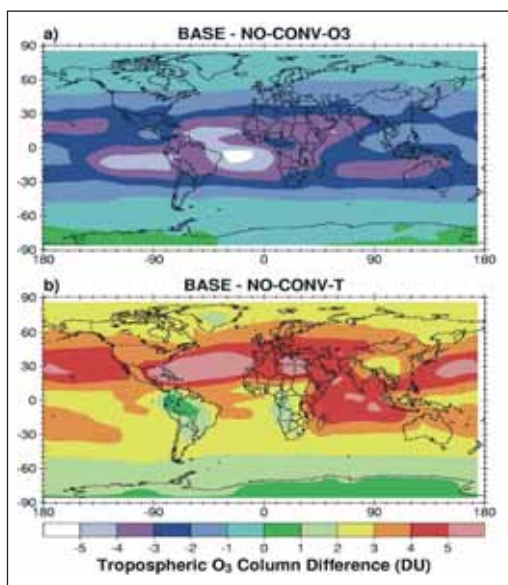 a) BASE - NO-CONV-O3
90
60
30
0
-30
-60
-90
180 -90 0 90 180
b) BASE - NO-CONV-T
90
60
30
0
-30
-60
-90
180 -90 0 90 180
-5 -4 -3 -2 -1 0 1 2 3 4 5
Tropospheric O₃ Column Difference (DU)